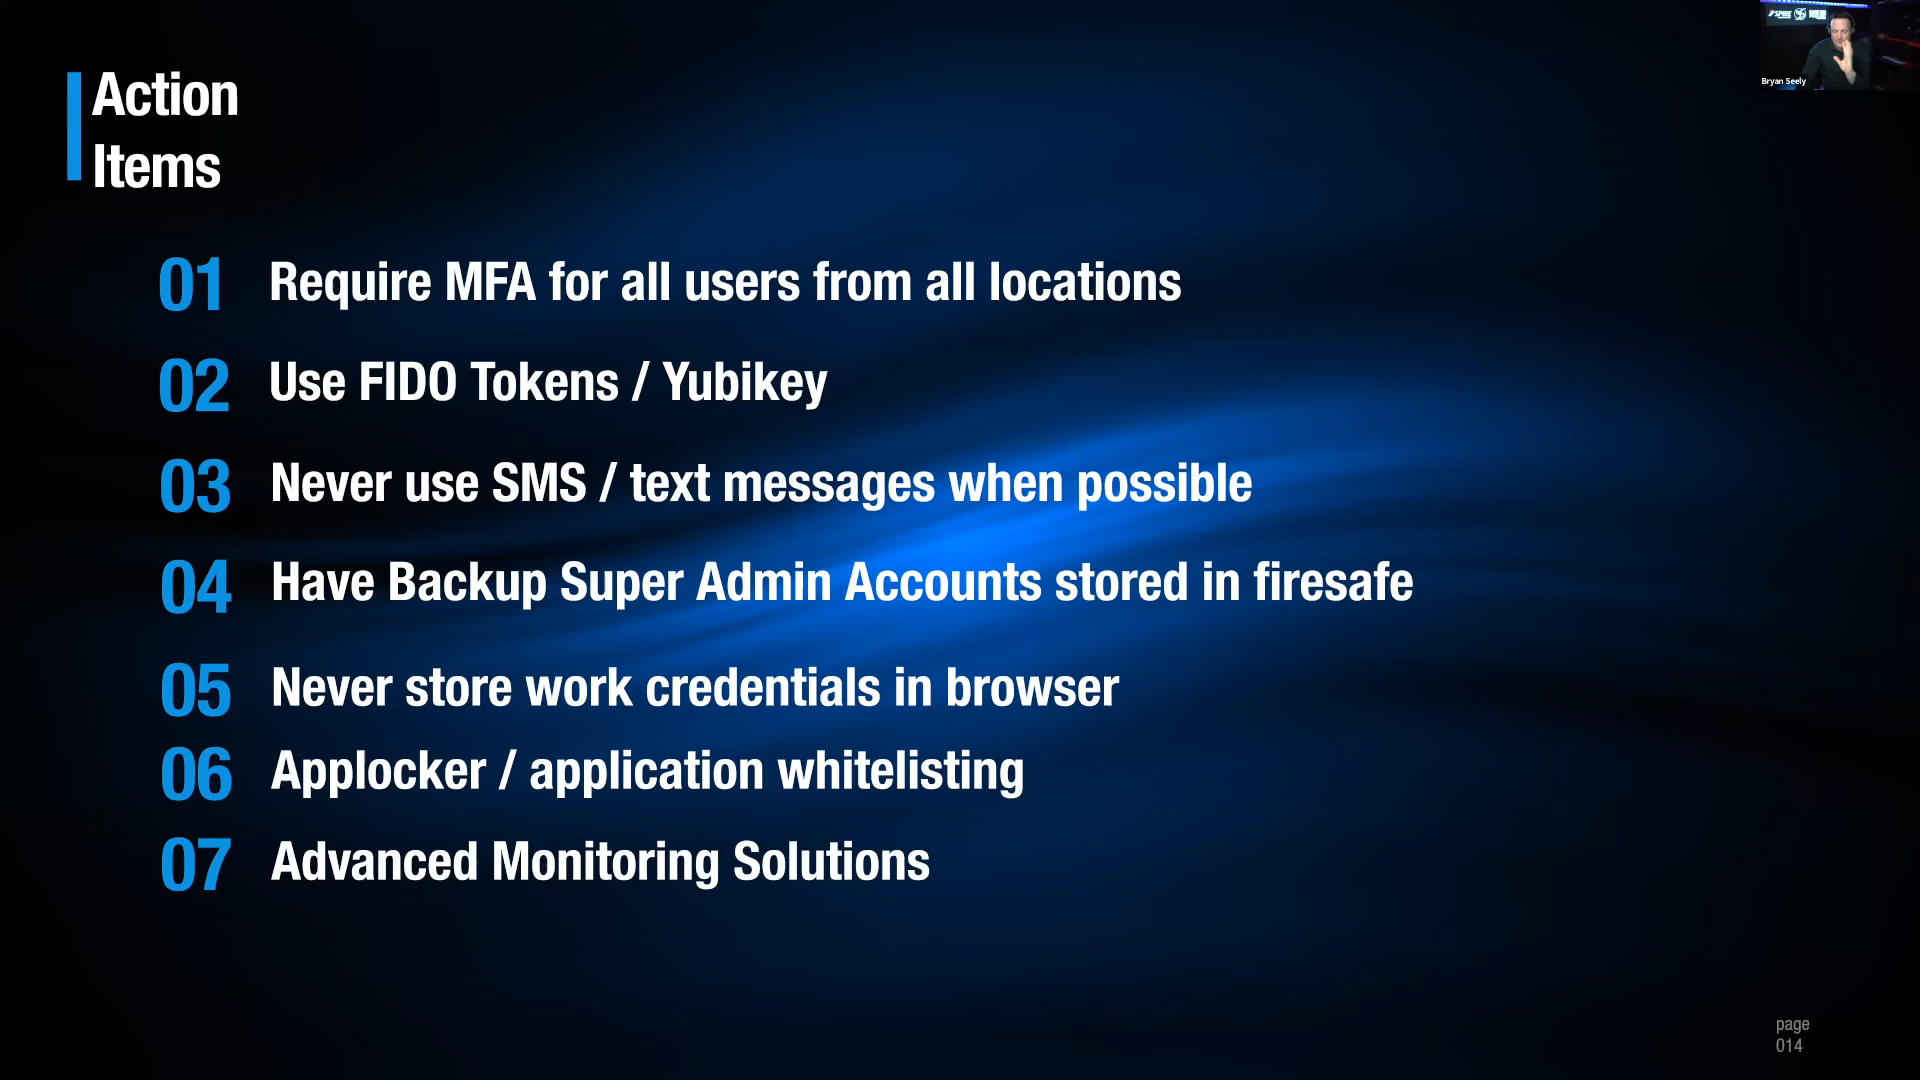 Action
Items
01 Require MFA for all users from all locations
02 Use FIDO Tokens / Yubikey
03 Never use SMS / text messages when possible
04 Have Backup Super Admin Accounts stored in firesafe
05 Never store work credentials in browser
06 Applocker / application whitelisting
07 Advanced Monitoring Solutions
Bryan Seely
page
014